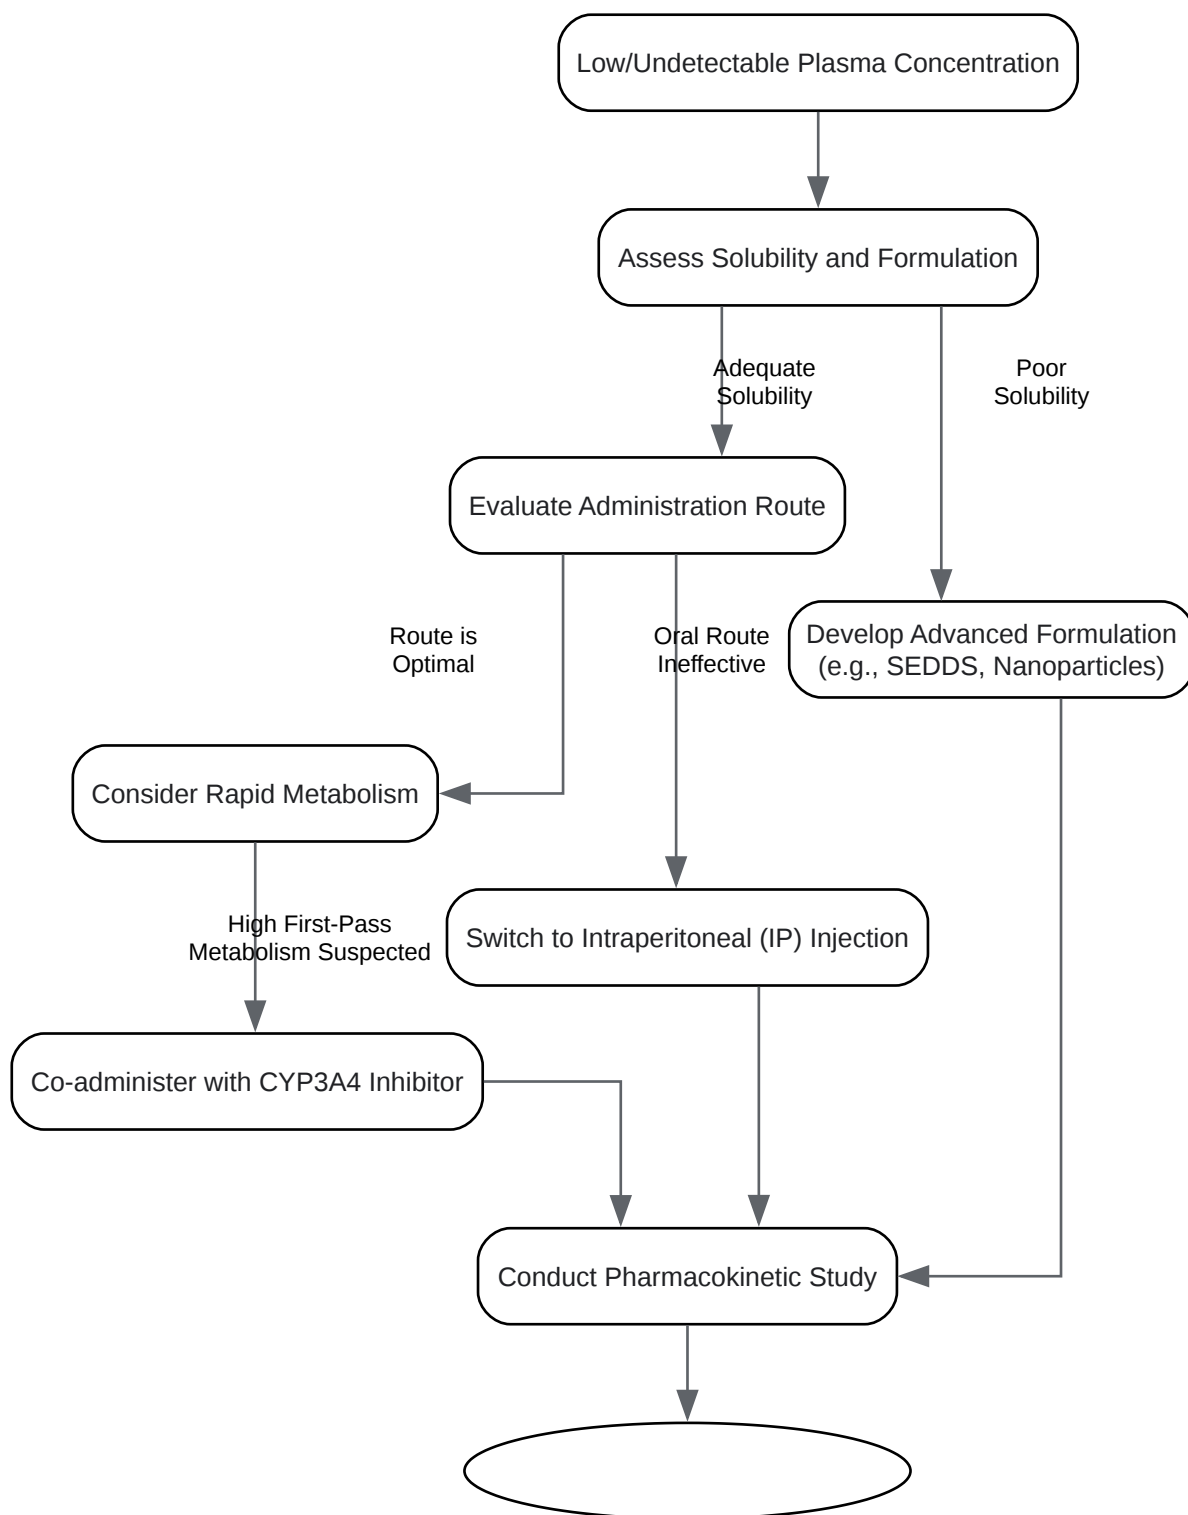 Low/Undetectable Plasma Concentration
Assess Solubility and Formulation
Adequate
Solubility
Poor
Solubility
Evaluate Administration Route
Route is
Optimal
Oral Route
Ineffective
Develop Advanced Formulation
(e.g., SEDDS, Nanoparticles)
Consider Rapid Metabolism
High First-Pass
Metabolism Suspected
Switch to Intraperitoneal (IP) Injection
Co-administer with CYP3A4 Inhibitor
Conduct Pharmacokinetic Study